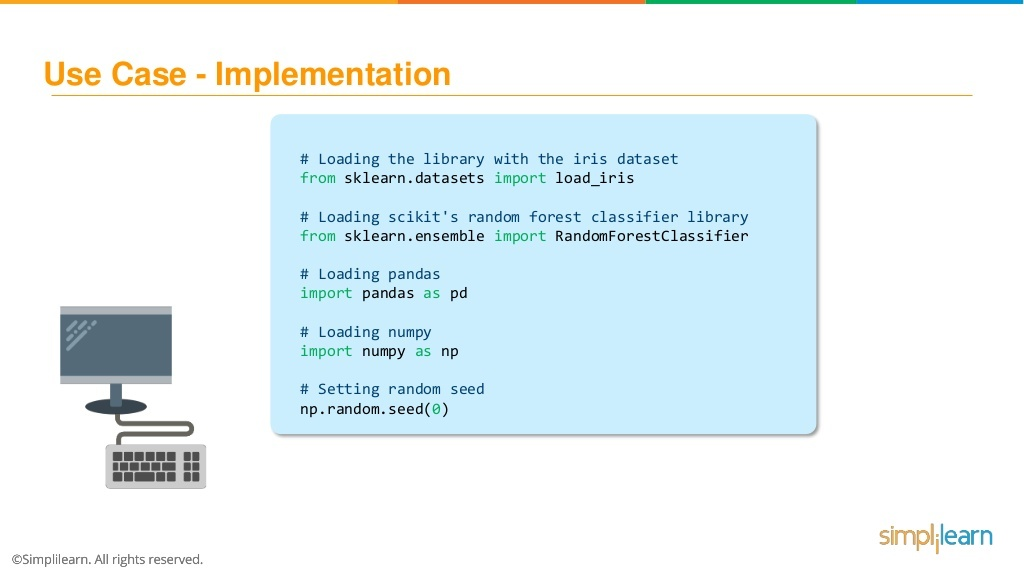 Use Case - Implementation
# Loading the library with the iris dataset
from sklearn.datasets import load_iris
# Loading scikit's random forest classifier library
from sklearn.ensemble import RandomForestClassifier
# Loading pandas
import pandas as pd
# Loading numpy
import numpy as np
# Setting random seed
np.random.seed(0)
simplilearn
©Simplilearn. All rights reserved.